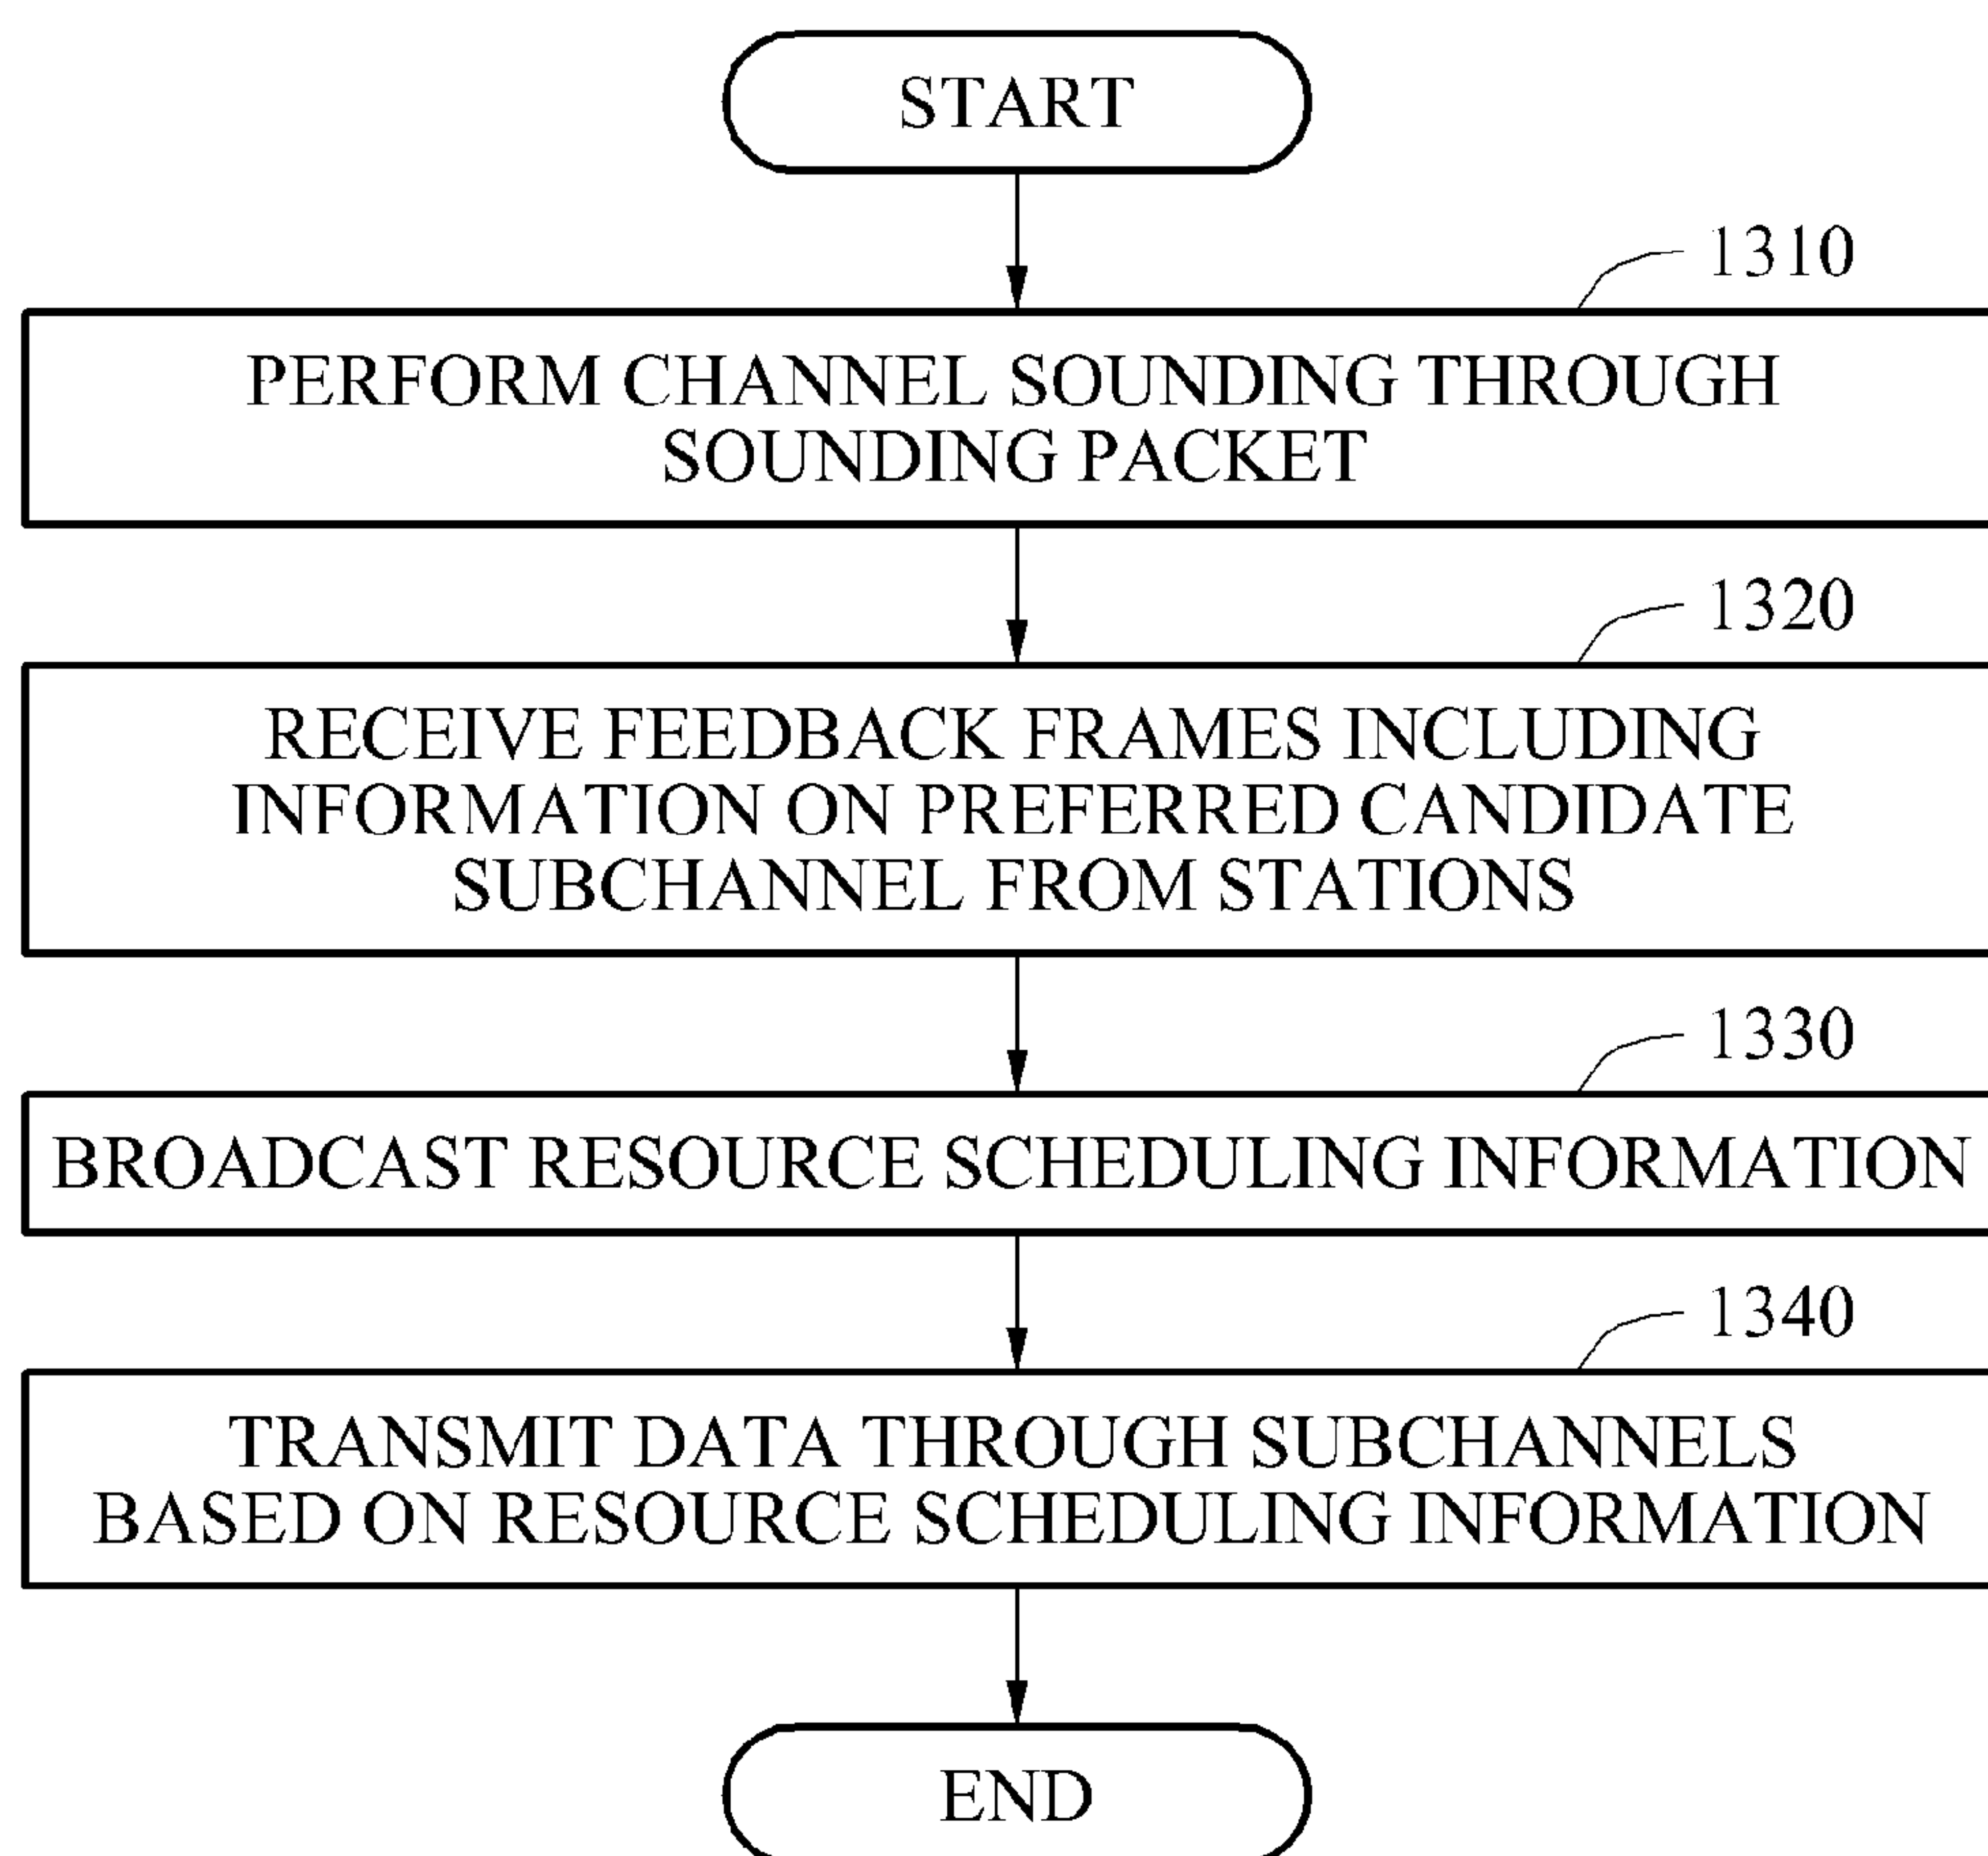 START
1310
PERFORM CHANNEL SOUNDING THROUGH
SOUNDING PACKET
1320
RECEIVE FEEDBACK FRAMES INCLUDING
INFORMATION ON PREFERRED CANDIDATE
SUBCHANNEL FROM STATIONS
1330
BROADCAST RESOURCE SCHEDULING INFORMATION
1340
TRANSMIT DATA THROUGH SUBCHANNELS
BASED ON RESOURCE SCHEDULING INFORMATION
END